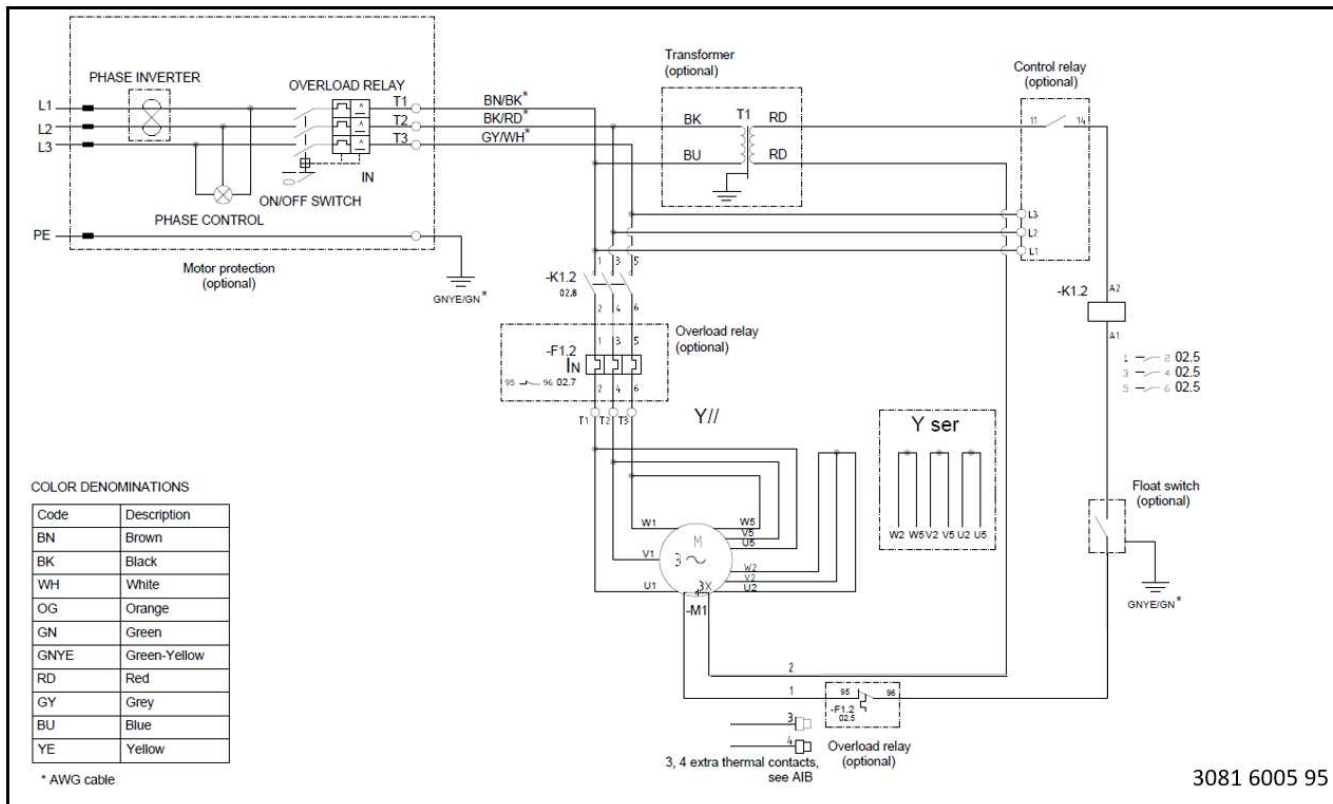 PHASE INVERTER
OVERLOAD RELAY
L1
L2
L3
T1
T2
T3
IN
ON/OFF SWITCH
PHASE CONTROL
PE
Motor protection
(optional)
BN/BK*
BK/RD*
GY/WH*
GNYE/GN*
Transformer
(optional)
BK T1 RD
BU RD
Control relay
(optional)
11 14
L3
L2
L1
1 3 5
-K1.2
02.8
2 4 6
Overload relay
(optional)
1 3 5
-F1.2
IN
95 96 02.7
2 4 6
T1 T2 T3
Y//
Y ser
W2 W5 V2 V5 U2 U5
-K1.2 A2
A1
1 2 02.5
3 4 02.5
5 6 02.5
Float switch
(optional)
GNYE/GN*
W1 W5
V5
U5
M
V1 3
W2
V2
U1 3X U2
-M1
2
1 95 96
-F1.2
02.5
3
4
Overload relay
(optional)
3, 4 extra thermal contacts,
see AIB
COLOR DENOMINATIONS
Code Description
BN Brown
BK Black
WH White
OG Orange
GN Green
GNYE Green-Yellow
RD Red
GY Grey
BU Blue
YE Yellow
* AWG cable
3081 6005 95